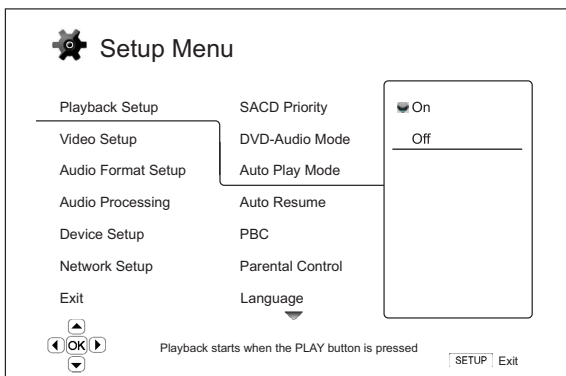 Setup Menu
Playback Setup
Video Setup
Audio Format Setup
Audio Processing
Device Setup
Network Setup
Exit
SACD Priority
DVD-Audio Mode
Auto Play Mode
Auto Resume
PBC
Parental Control
Language
On
Off
OK
Playback starts when the PLAY button is pressed
SETUP Exit